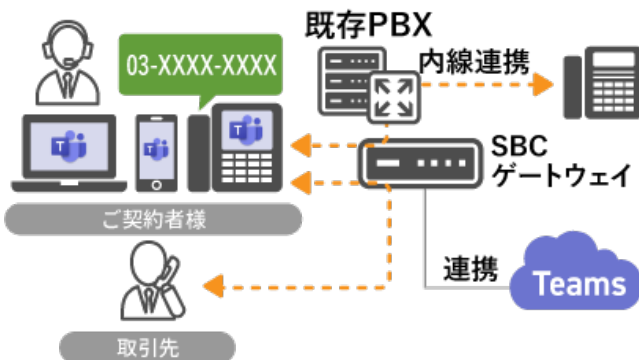 既存PBX
03-XXXX-XXXX
内線連携
T
T
T
SBC
ゲートウェイ
ご契約者様
連携
Teams
取引先